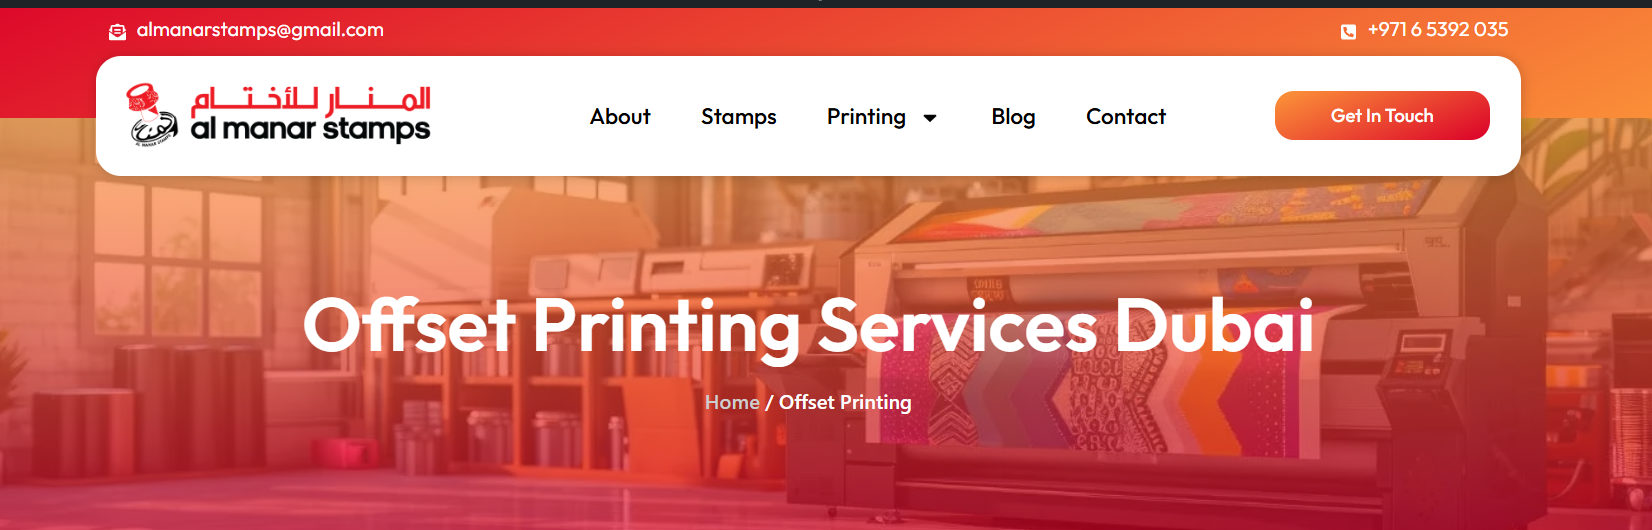 almanarstamps@gmail.com
+971 6 5392 035
المنار للأختام
al manar stamps
About
Stamps
Printing
Blog
Contact
Get In Touch
Offset Printing Services Dubai
Home / Offset Printing